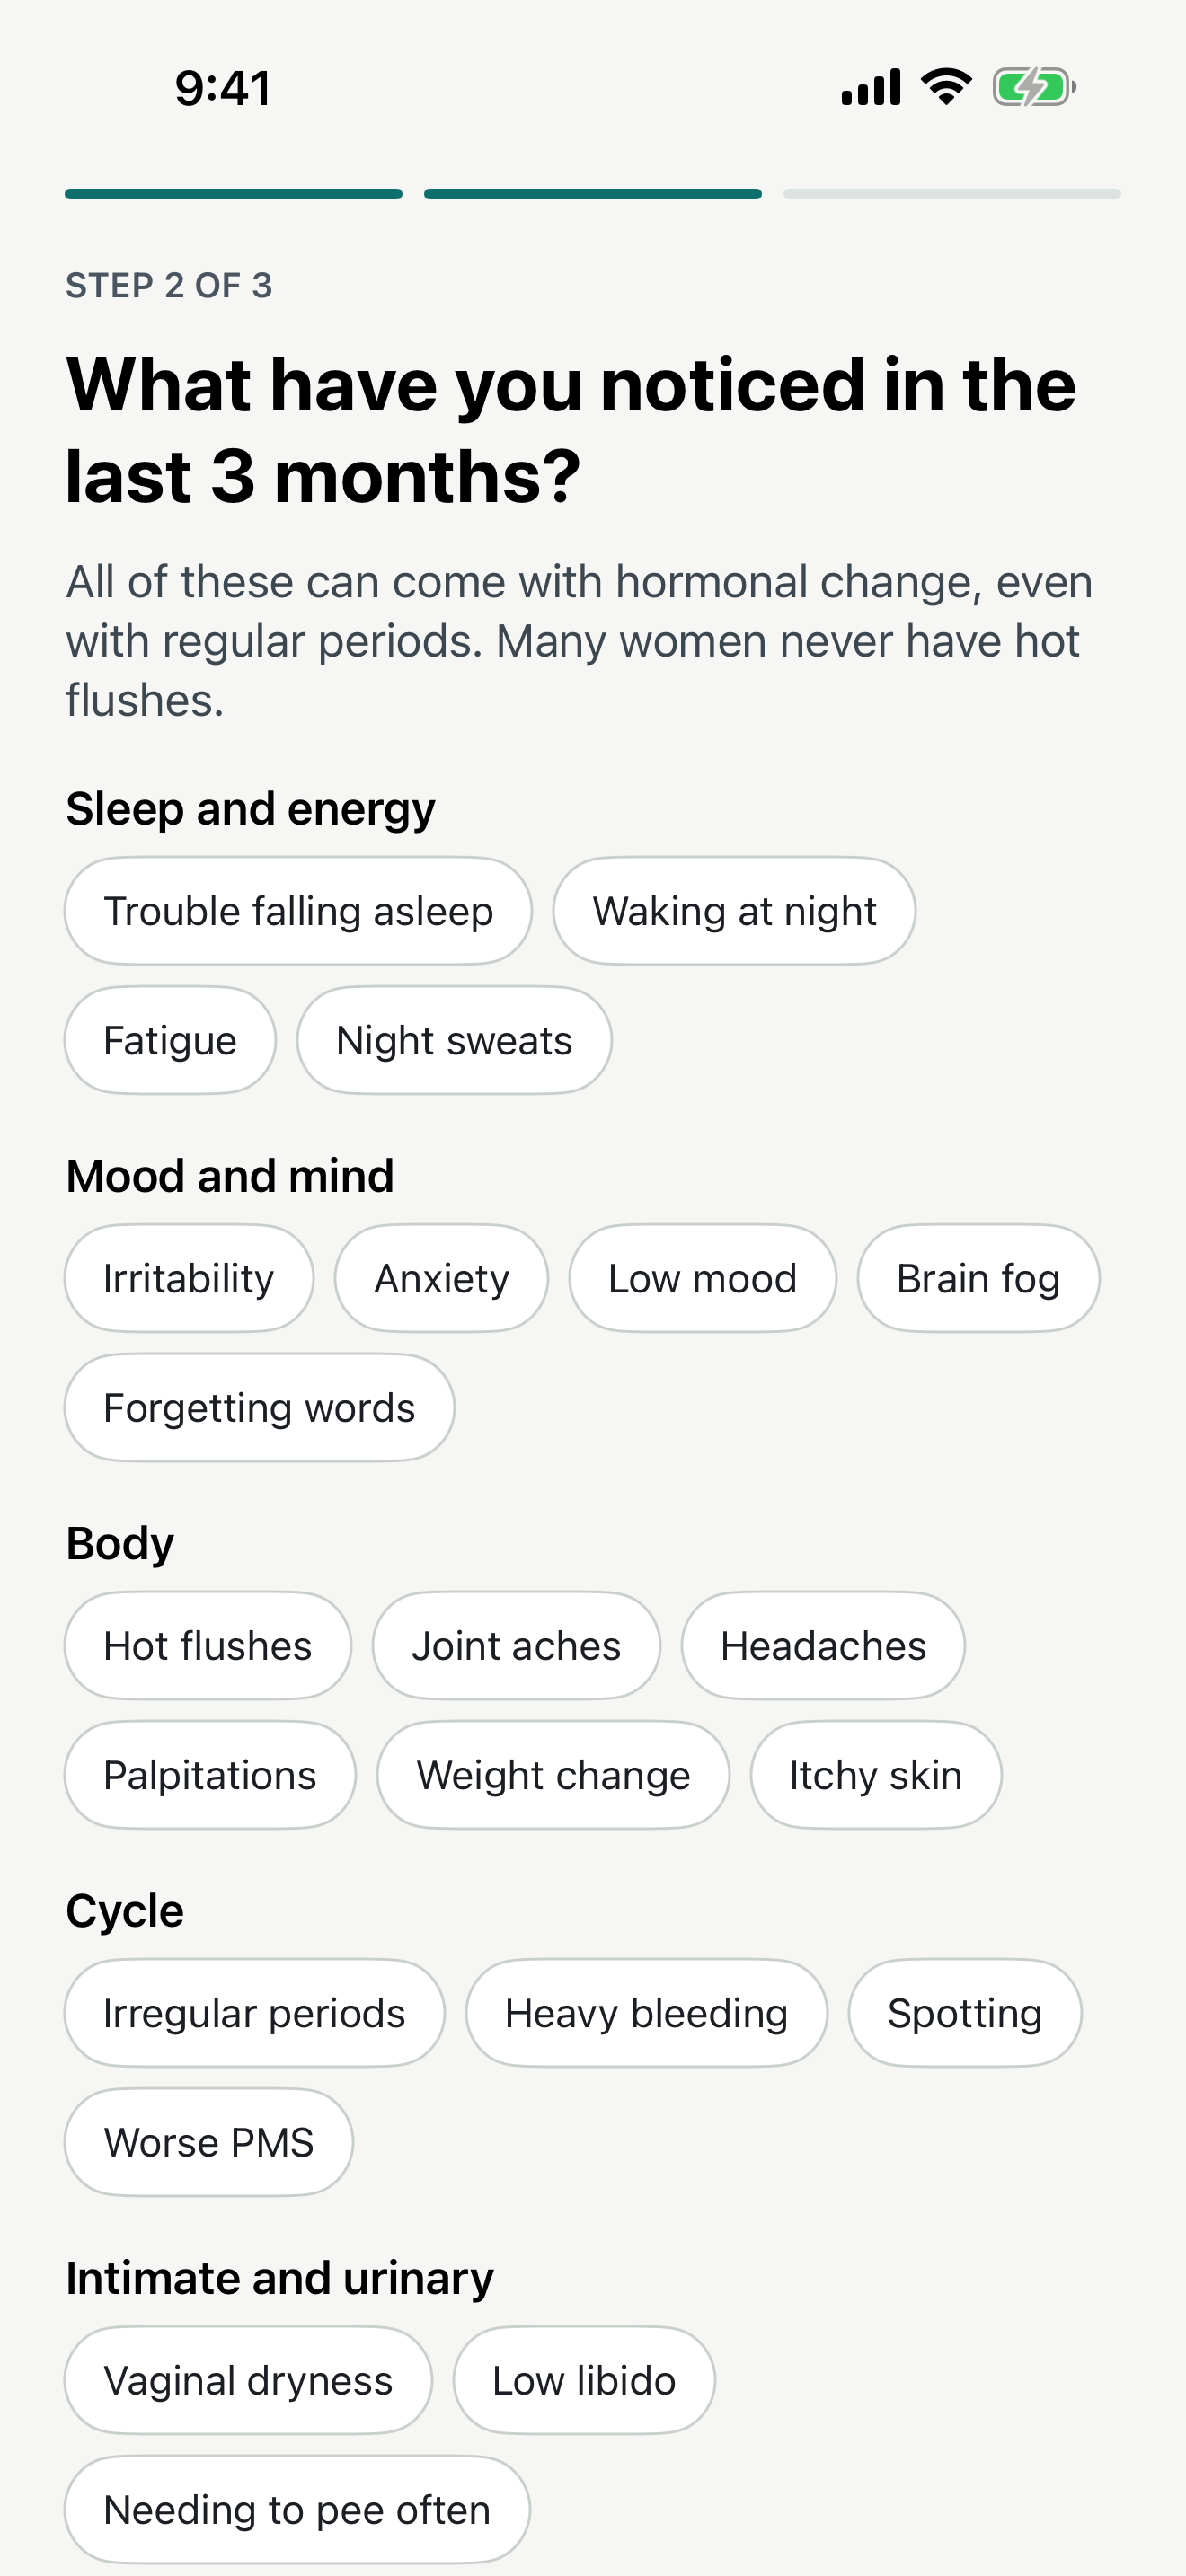 9:41
STEP 2 OF 3
What have you noticed in the
last 3 months?
All of these can come with hormonal change, even
with regular periods. Many women never have hot
flushes.
Sleep and energy
Trouble falling asleep
Waking at night
Fatigue
Night sweats
Mood and mind
Irritability
Anxiety
Low mood
Brain fog
Forgetting words
Body
Hot flushes
Joint aches
Headaches
Palpitations
Weight change
Itchy skin
Cycle
Irregular periods
Heavy bleeding
Spotting
Worse PMS
Intimate and urinary
Vaginal dryness
Low libido
Needing to pee often